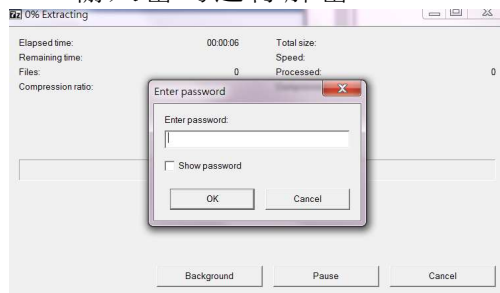 0% Extracting
Elapsed time: 00:00:06 Total size:
Remaining time: Speed:
Files: 0 Processed: 0
Compression ratio:
Enter password
Enter password:
Show password
OK Cancel
Background Pause Cancel